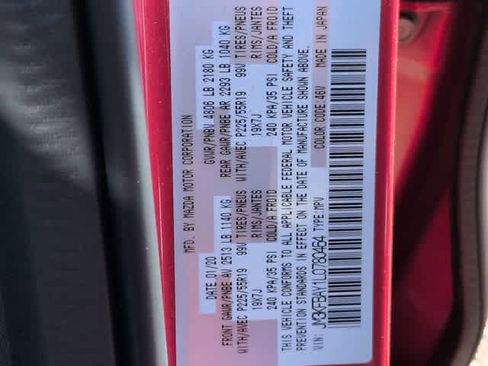 MFD. BY MAZDA MOTOR CORPORATION
DATE: 01/20 GVWR/PNBV 4806 LB 2180 KG
FRONT GAWR/PNBE AV 2513 LB 1140 KG REAR GAWR/PNBE AR 2293 LB 1040 KG
WITH/AVEC P225/55R19 99V TIRES/PNEUS WITH/AVEC P225/55R19 99V TIRES/PNEUS
19X7J RIMS/JANTES 19X7J RIMS/JANTES
240 KPA/35 PSI COLD/A FROID 240 KPA/35 PSI COLD/A FROID
THIS VEHICLE CONFORMS TO ALL APPLICABLE FEDERAL MOTOR VEHICLE SAFETY AND THEFT
PREVENTION STANDARDS IN EFFECT ON THE DATE OF MANUFACTURE SHOWN ABOVE.
VIN: JM3KFBAY1L0780464 TYPE: MPV COLOR CODE: 46V MADE IN JAPAN